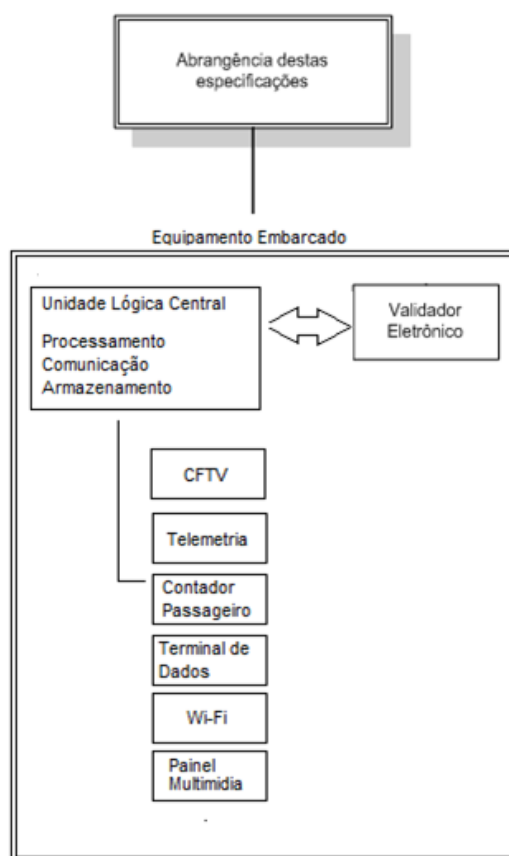 Abrangência destas
especificações
Equipamento Embarcado
Unidade Lógica Central
Processamento
Comunicação
Armazenamento
Validador
Eletrônico
CFTV
Telemetria
Contador
Passageiro
Terminal de
Dados
Wi-Fi
Painel
Multimidia